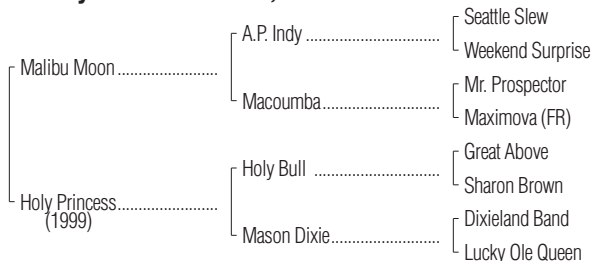 Seattle Slew
A.P. Indy ................................
Weekend Surprise
Malibu Moon ........................
Mr. Prospector
Macoumba............................
Maximova (FR)
Great Above
Holy Bull ..............................
Sharon Brown
Holy Princess........................
(1999)
Dixieland Band
Mason Dixie..........................
Lucky Ole Queen